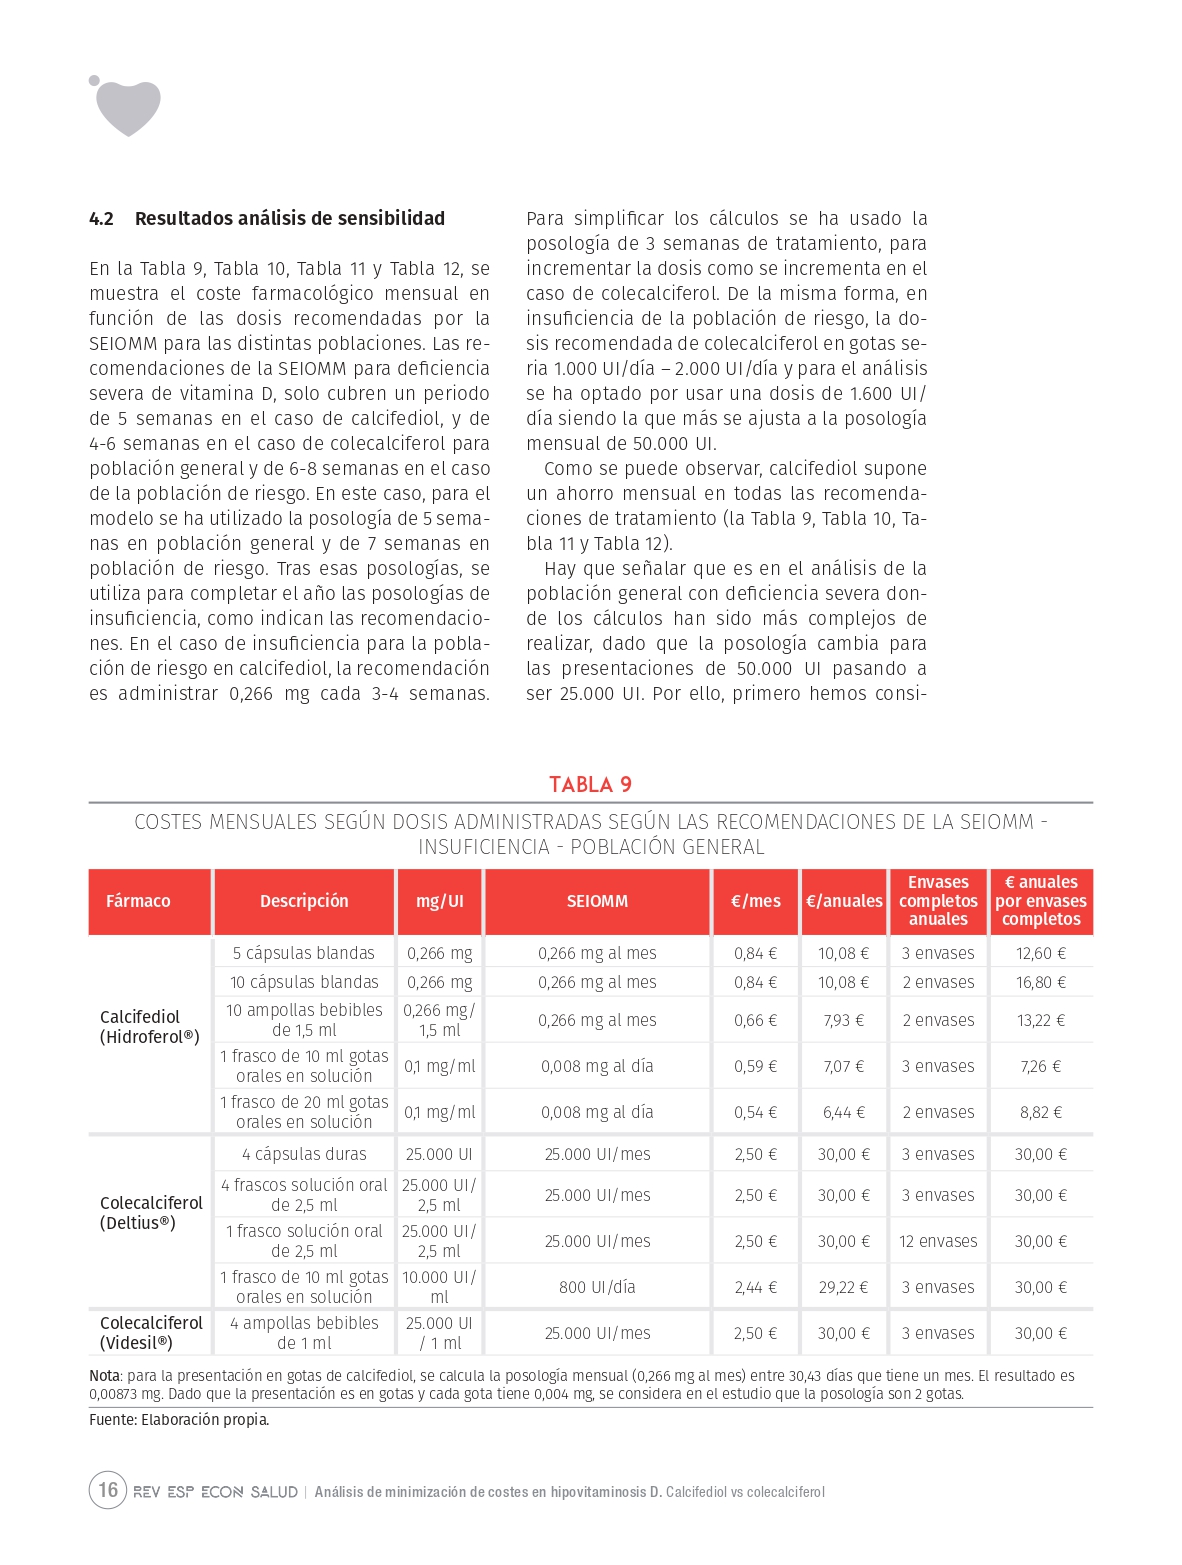 4.2 Resultados análisis de sensibilidad
En la Tabla 9, Tabla 10, Tabla 11 y Tabla 12, se
muestra el coste farmacológico mensual en
función de las dosis recomendadas por la
SEIOMM para las distintas poblaciones. Las re-
comendaciones de la SEIOMM para deficiencia
severa de vitamina D, solo cubren un periodo
de 5 semanas en el caso de calcifediol, y de
4-6 semanas en el caso de colecalciferol para
población general y de 6-8 semanas en el caso
de la población de riesgo. En este caso, para el
modelo se ha utilizado la posología de 5 sema-
nas en población general y de 7 semanas en
población de riesgo. Tras esas posologías, se
utiliza para completar el año las posologías de
insuficiencia, como indican las recomendacio-
nes. En el caso de insuficiencia para la pobla-
ción de riesgo en calcifediol, la recomendación
es administrar 0,266 mg cada 3-4 semanas.
Para simplificar los cálculos se ha usado la
posología de 3 semanas de tratamiento, para
incrementar la dosis como se incrementa en el
caso de colecalciferol. De la misma forma, en
insuficiencia de la población de riesgo, la do-
sis recomendada de colecalciferol en gotas se-
ria 1.000 UI/día – 2.000 UI/día y para el análisis
se ha optado por usar una dosis de 1.600 UI/
día siendo la que más se ajusta a la posología
mensual de 50.000 UI.
Como se puede observar, calcifediol supone
un ahorro mensual en todas las recomenda-
ciones de tratamiento (la Tabla 9, Tabla 10, Ta-
bla 11 y Tabla 12).
Hay que señalar que es en el análisis de la
población general con deficiencia severa don-
de los cálculos han sido más complejos de
realizar, dado que la posología cambia para
las presentaciones de 50.000 UI pasando a
ser 25.000 UI. Por ello, primero hemos consi-
TABLA 9
COSTES MENSUALES SEGÚN DOSIS ADMINISTRADAS SEGÚN LAS RECOMENDACIONES DE LA SEIOMM -
INSUFICIENCIA - POBLACIÓN GENERAL
Fármaco Descripción mg/UI SEIOMM €/mes €/anuales Envases completos anuales € anuales por envases completos
Calcifediol (Hidroferol®)
5 cápsulas blandas 0,266 mg 0,266 mg al mes 0,84 € 10,08 € 3 envases 12,60 €
10 cápsulas blandas 0,266 mg 0,266 mg al mes 0,84 € 10,08 € 2 envases 16,80 €
10 ampollas bebibles de 1,5 ml 0,266 mg/ 1,5 ml 0,266 mg al mes 0,66 € 7,93 € 2 envases 13,22 €
1 frasco de 10 ml gotas orales en solución 0,1 mg/ml 0,008 mg al día 0,59 € 7,07 € 3 envases 7,26 €
1 frasco de 20 ml gotas orales en solución 0,1 mg/ml 0,008 mg al día 0,54 € 6,44 € 2 envases 8,82 €
Colecalciferol (Deltius®)
4 cápsulas duras 25.000 UI 25.000 UI/mes 2,50 € 30,00 € 3 envases 30,00 €
4 frascos solución oral de 2,5 ml 25.000 UI/ 2,5 ml 25.000 UI/mes 2,50 € 30,00 € 3 envases 30,00 €
1 frasco solución oral de 2,5 ml 25.000 UI/ 2,5 ml 25.000 UI/mes 2,50 € 30,00 € 12 envases 30,00 €
1 frasco de 10 ml gotas orales en solución 10.000 UI/ ml 800 UI/día 2,44 € 29,22 € 3 envases 30,00 €
Colecalciferol (Videsil®) 4 ampollas bebibles de 1 ml 25.000 UI / 1 ml 25.000 UI/mes 2,50 € 30,00 € 3 envases 30,00 €
Nota: para la presentación en gotas de calcifediol, se calcula la posología mensual (0,266 mg al mes) entre 30,43 días que tiene un mes. El resultado es
0,00873 mg. Dado que la presentación es en gotas y cada gota tiene 0,004 mg, se considera en el estudio que la posología son 2 gotas.
Fuente: Elaboración propia.
16 REV ESP ECON SALUD | Análisis de minimización de costes en hipovitaminosis D. Calcifediol vs colecalciferol